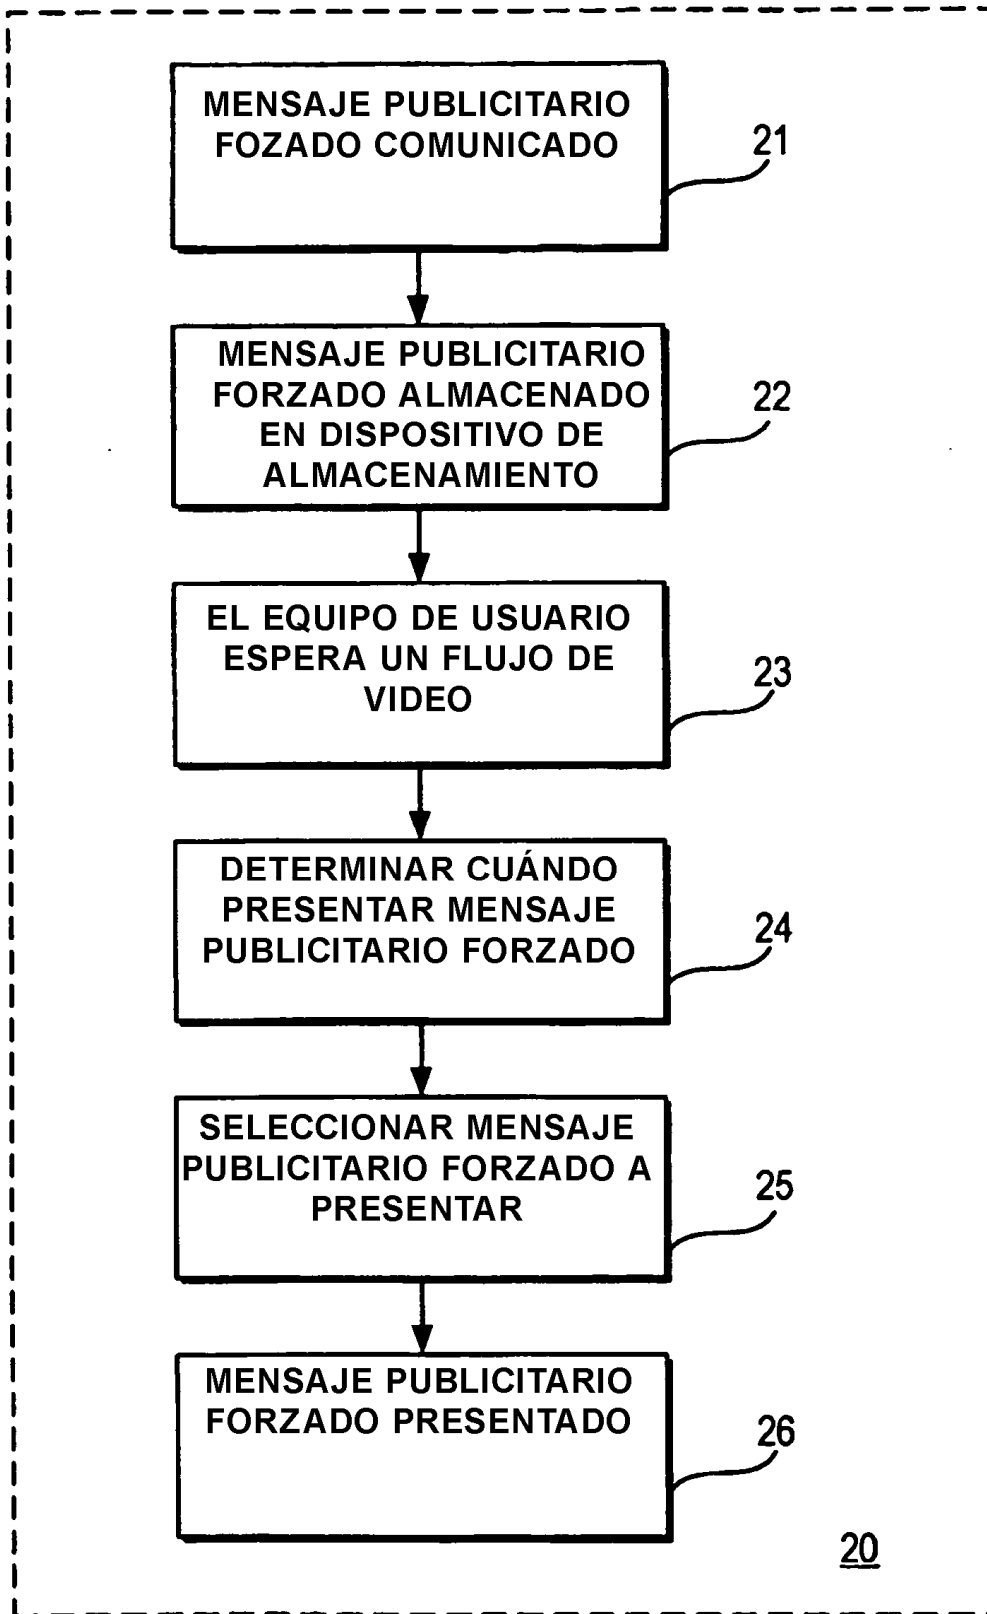 MENSAJE PUBLICITARIO
FOZADO COMUNICADO
21
MENSAJE PUBLICITARIO
FORZADO ALMACENADO
EN DISPOSITIVO DE
ALMACENAMIENTO
22
EL EQUIPO DE USUARIO
ESPERA UN FLUJO DE
VIDEO
23
DETERMINAR CUÁNDO
PRESENTAR MENSAJE
PUBLICITARIO FORZADO
24
SELECCIONAR MENSAJE
PUBLICITARIO FORZADO A
PRESENTAR
25
MENSAJE PUBLICITARIO
FORZADO PRESENTADO
26
20